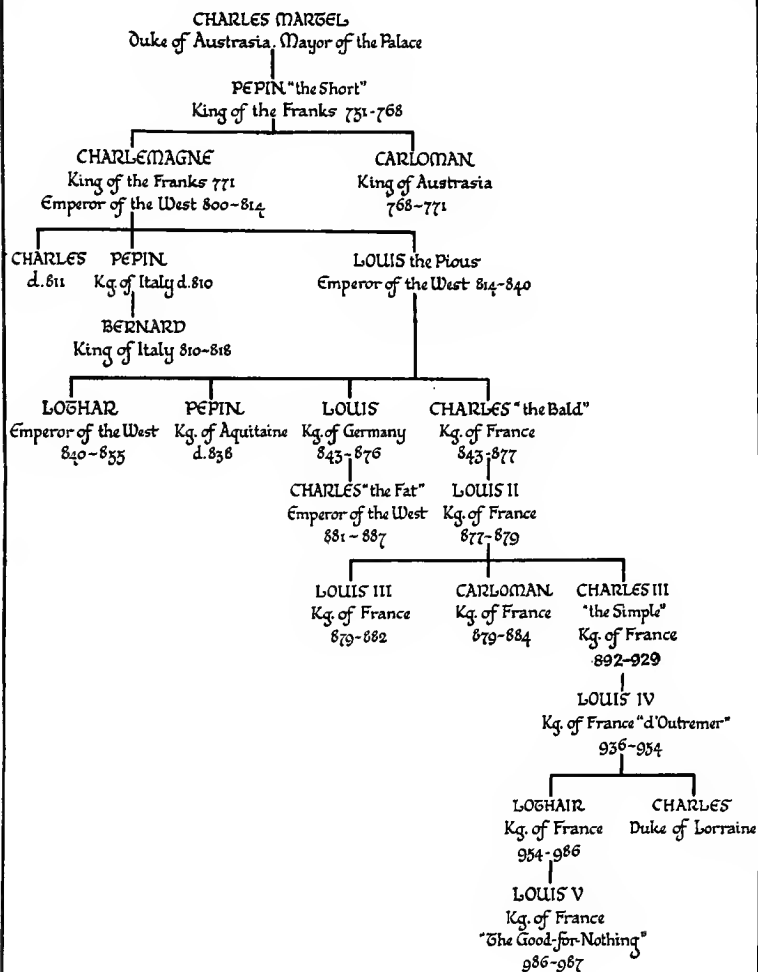 CHARLES MARTEL
Duke of Austrasia. Mayor of the Palace
PEPIN "the Short"
King of the Franks 751-768
CHARLEMAGNE
King of the Franks 771
Emperor of the West 800-814
CARLOMAN
King of Austrasia
768-771
CHARLES
d.811
PEPIN
Kg. of Italy d.810
LOUIS the Pious
Emperor of the West 814-840
BERNARD
King of Italy 810-818
LOTHAR
Emperor of the West
840-855
PEPIN
Kg. of Aquitaine
d.838
LOUIS
Kg. of Germany
843-876
CHARLES "the Bald"
Kg. of France
843-877
CHARLES "the Fat"
Emperor of the West
881-887
LOUIS II
Kg. of France
877-879
LOUIS III
Kg. of France
879-882
CARLOMAN
Kg. of France
879-884
CHARLES III
"the Simple"
Kg. of France
892-929
LOUIS IV
Kg. of France "d'Outremer"
936-954
LOTHAIR
Kg. of France
954-986
CHARLES
Duke of Lorraine
LOUIS V
Kg. of France
"The Good-for-Nothing"
986-987